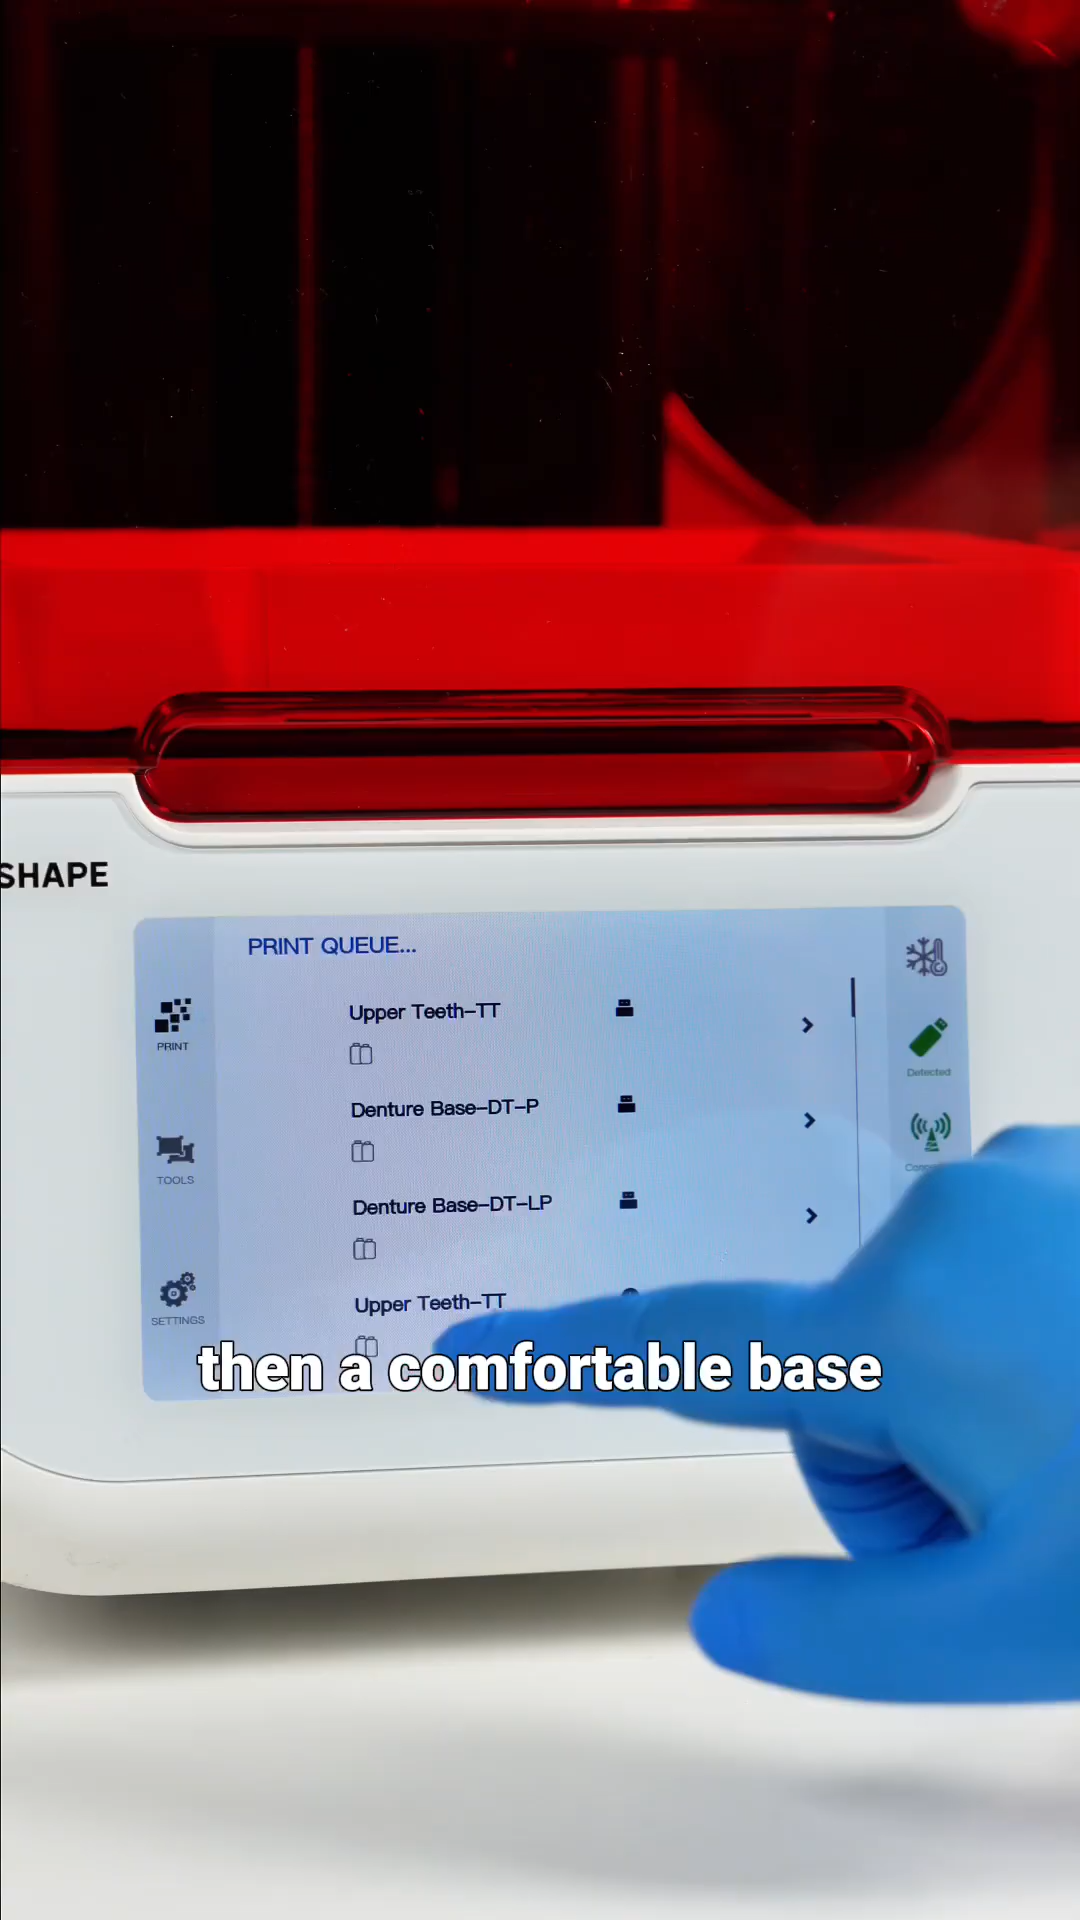 SHAPE
PRINT QUEUE...
Upper Teeth-TT
PRINT
Detected
Denture Base-DT-P
TOOLS
Denture Base-DT-LP
Upper Teeth-TT
SETTINGS
then a comfortable base